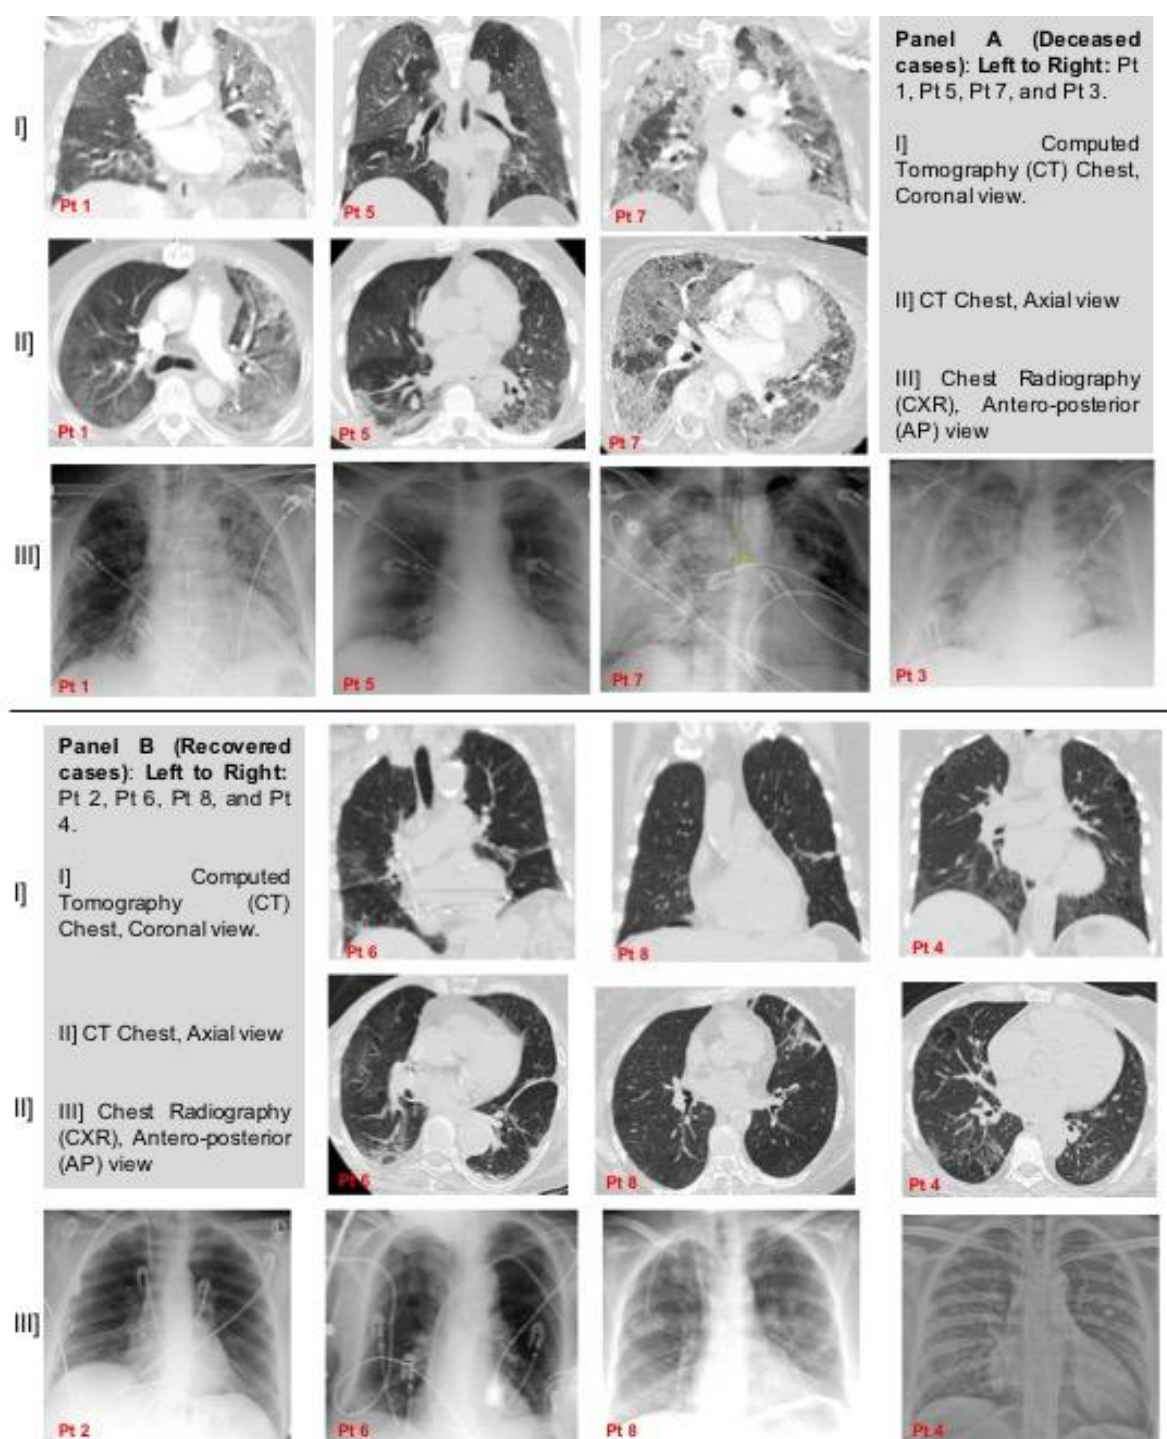 Panel A (Deceased
cases): Left to Right: Pt
1, Pt 5, Pt 7, and Pt 3.
I] Computed
Tomography (CT) Chest,
Coronal view.
II] CT Chest, Axial view
III] Chest Radiography
(CXR), Antero-posterior
(AP) view
I]
Pt 1
Pt 5
Pt 7
II]
Pt 1
Pt 5
Pt 7
III]
Pt 1
Pt 5
Pt 7
Pt 3
Panel B (Recovered
cases): Left to Right:
Pt 2, Pt 6, Pt 8, and Pt
4.
I] Computed
Tomography (CT)
Chest, Coronal view.
II] CT Chest, Axial view
III] Chest Radiography
(CXR), Antero-posterior
(AP) view
I]
Pt 6
Pt 8
Pt 4
II]
Pt 6
Pt 8
Pt 4
III]
Pt 2
Pt 6
Pt 8
Pt 4